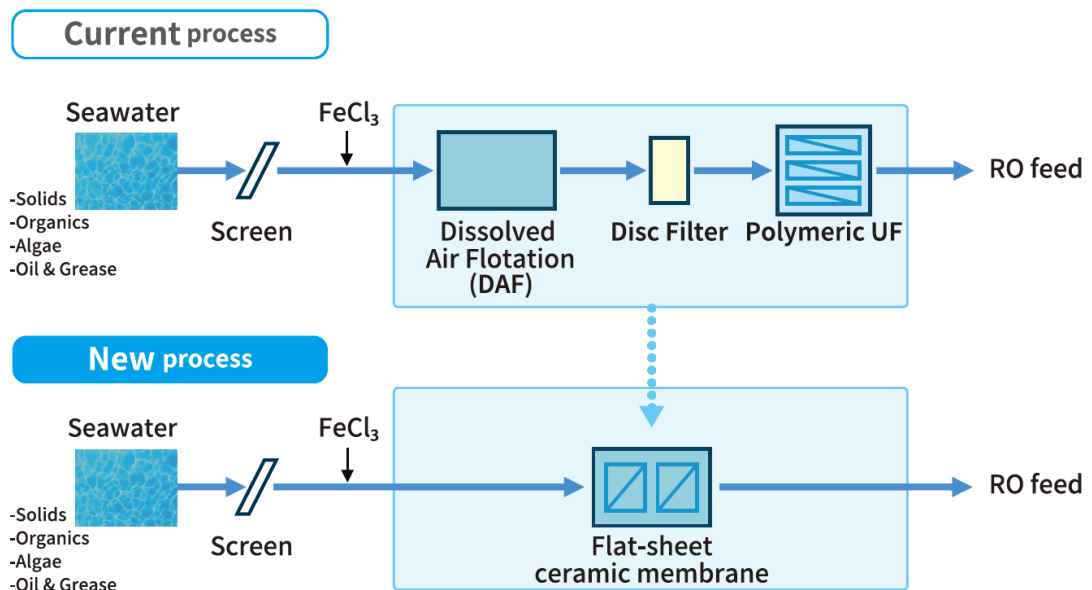 Current process
Seawater
FeCl₃
-Solids
-Organics
-Algae
-Oil & Grease
Screen
Dissolved
Air Flotation
(DAF)
Disc Filter
Polymeric UF
RO feed
New process
Seawater
FeCl₃
-Solids
-Organics
-Algae
-Oil & Grease
Screen
Flat-sheet
ceramic membrane
RO feed